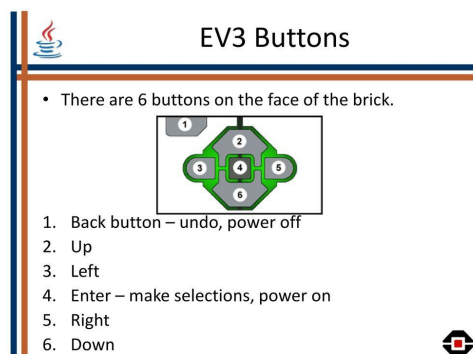 EV3 Buttons
• There are 6 buttons on the face of the brick.
1
2
3 4 5
6
1. Back button – undo, power off
2. Up
3. Left
4. Enter – make selections, power on
5. Right
6. Down